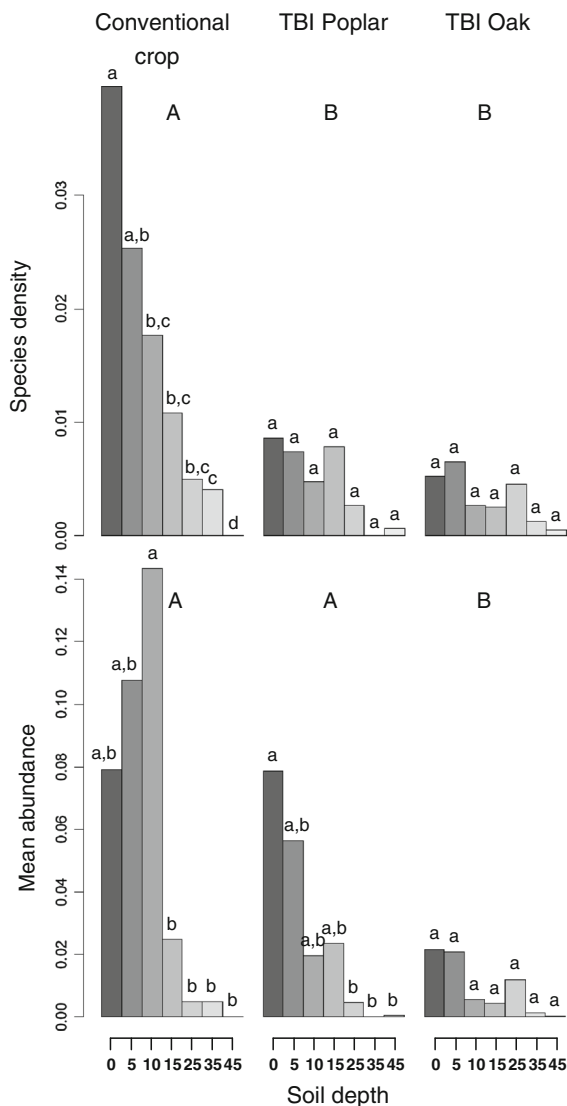 Conventional crop
TBI Poplar
TBI Oak
A
B
B
Species density
0.03
0.02
0.01
0.00
a
a,b
b,c
b,c
b,c
c
d
a
a
a
a
a
a
a
a
a
a
a
a
a
a
A
A
B
Mean abundance
0.14
0.12
0.10
0.08
0.06
0.04
0.02
0.00
a,b
a,b
a
b
b
b
b
a
a,b
a,b
a,b
b
b
b
a
a
a
a
a
a
a
0 5 10 15 25 35 45
0 5 10 15 25 35 45
0 5 10 15 25 35 45
Soil depth